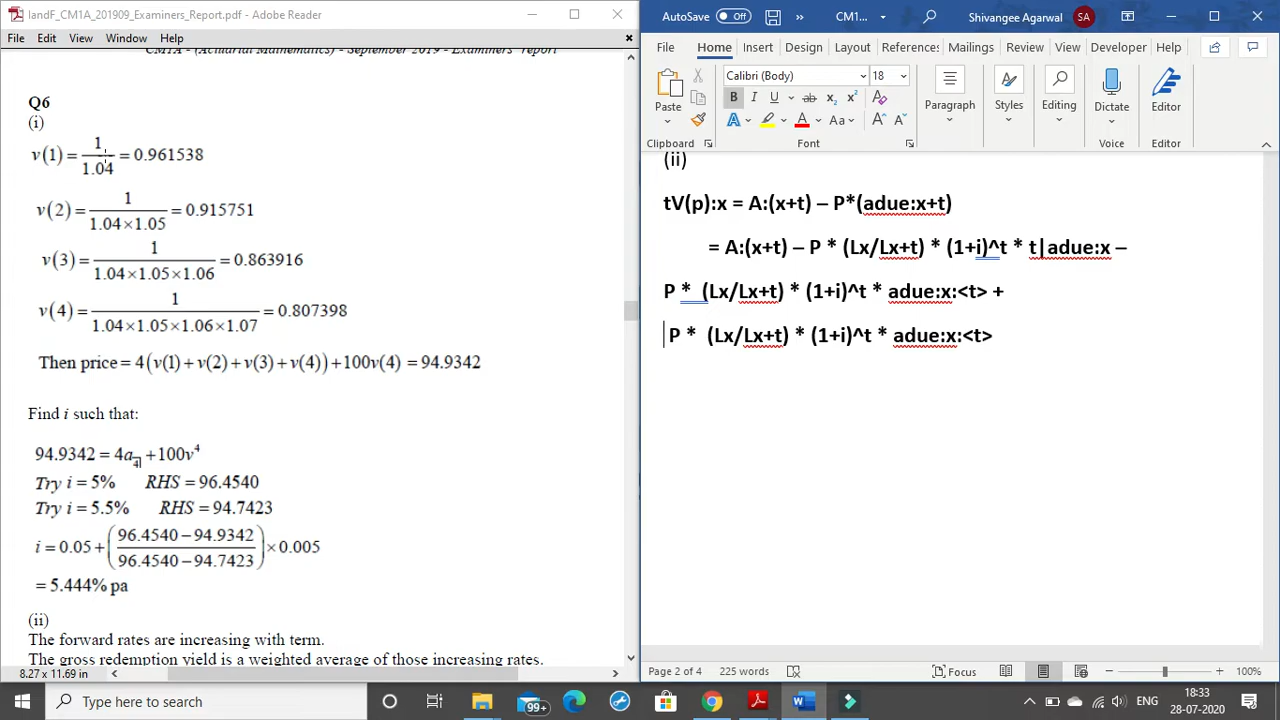 IandF_CM1A_201909_Examiners_Report.pdf - Adobe Reader
File Edit View Window Help
CM1A - (Actuarial Mathematics) - September 2019 - Examiners' report
Q6
(i)
v(1) = 1/1.04 = 0.961538
v(2) = 1/1.04×1.05 = 0.915751
v(3) = 1/1.04×1.05×1.06 = 0.863916
v(4) = 1/1.04×1.05×1.06×1.07 = 0.807398
Then price = 4(v(1)+v(2)+v(3)+v(4))+100v(4) = 94.9342
Find i such that:
94.9342 = 4a4| +100v^4
Try i = 5% RHS = 96.4540
Try i = 5.5% RHS = 94.7423
i = 0.05 + (96.4540 − 94.9342 / 96.4540 − 94.7423) × 0.005
= 5.444% pa
(ii)
The forward rates are increasing with term.
The gross redemption yield is a weighted average of those increasing rates.
8.27 x 11.69 in
AutoSave Off CM1... Shivangee Agarwal SA
File Home Insert Design Layout References Mailings Review View Developer Help
Calibri (Body) 18
Paste B I U ab x2 x2 A A Aa A A
Paragraph Styles Editing Dictate Editor
Clipboard Font Voice Editor
(ii)
tV(p):x = A:(x+t) – P*(adue:x+t)
= A:(x+t) – P * (Lx/Lx+t) * (1+i)^t * t|adue:x –
P * (Lx/Lx+t) * (1+i)^t * adue:x:<t> +
P * (Lx/Lx+t) * (1+i)^t * adue:x:<t>
Page 2 of 4 225 words Focus 100%
Type here to search 99+ ENG 18:33
28-07-2020